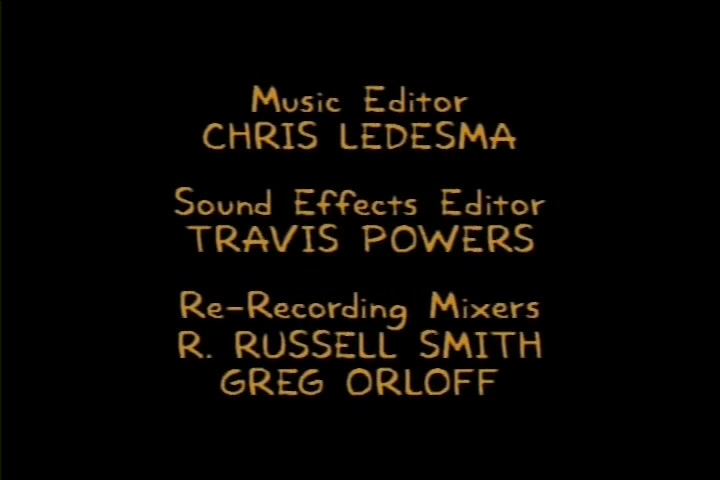 Music Editor
CHRIS LEDESMA
Sound Effects Editor
TRAVIS POWERS
Re-Recording Mixers
R. RUSSELL SMITH
GREG ORLOFF